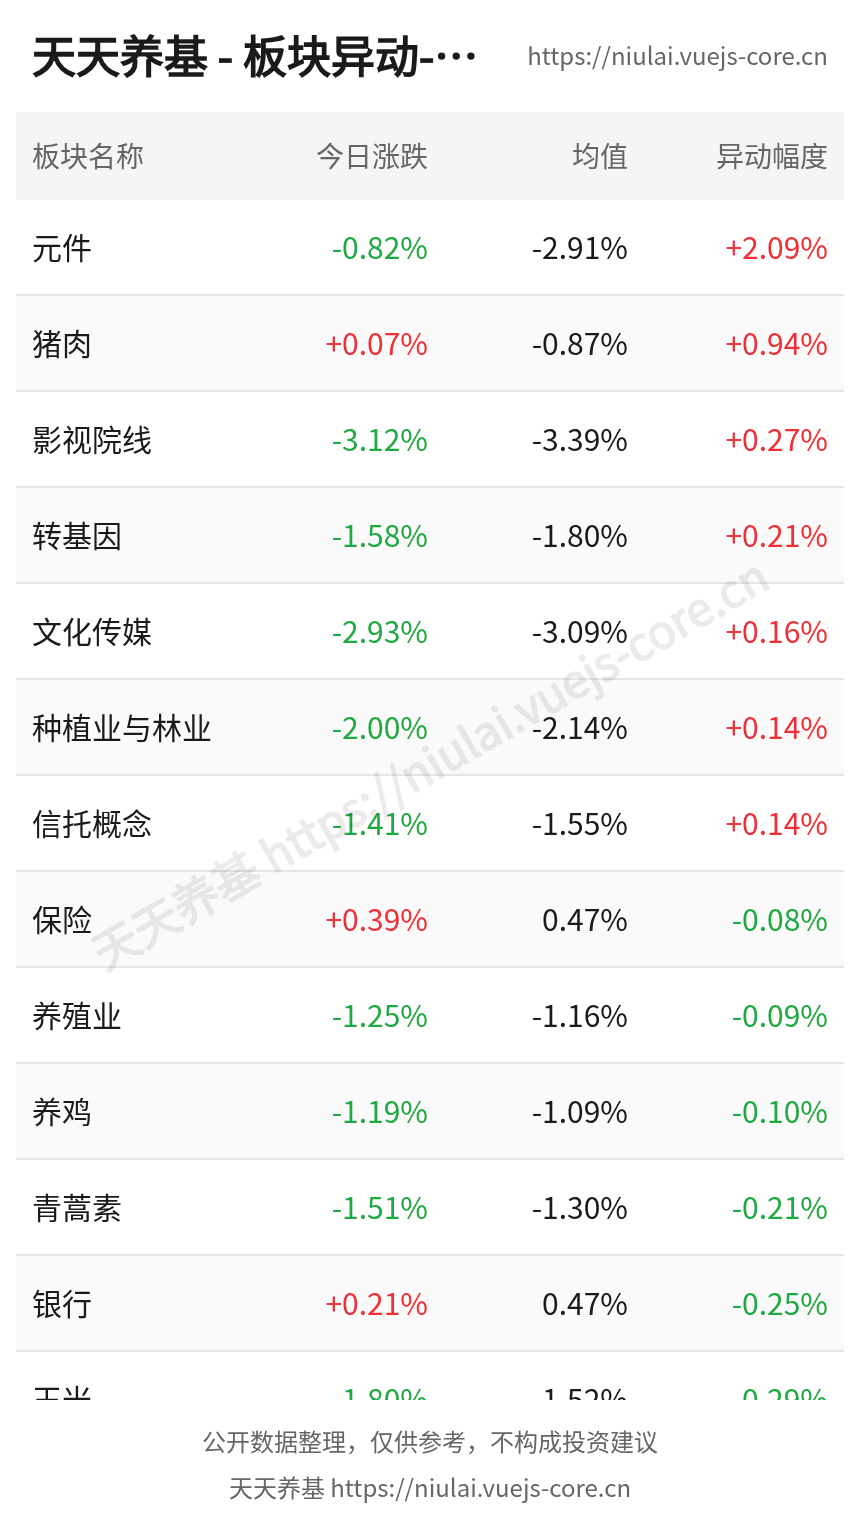 天天养基 - 板块异动-… https://niulai.vuejs-core.cn
板块名称 今日涨跌 均值 异动幅度
元件 -0.82% -2.91% +2.09%
猪肉 +0.07% -0.87% +0.94%
影视院线 -3.12% -3.39% +0.27%
转基因 -1.58% -1.80% +0.21%
文化传媒 -2.93% -3.09% +0.16%
种植业与林业 -2.00% -2.14% +0.14%
信托概念 -1.41% -1.55% +0.14%
保险 +0.39% 0.47% -0.08%
养殖业 -1.25% -1.16% -0.09%
养鸡 -1.19% -1.09% -0.10%
青蒿素 -1.51% -1.30% -0.21%
银行 +0.21% 0.47% -0.25%
玉米 -1.80% -1.52% -0.29%
天天养基 https://niulai.vuejs-core.cn
公开数据整理，仅供参考，不构成投资建议
天天养基 https://niulai.vuejs-core.cn